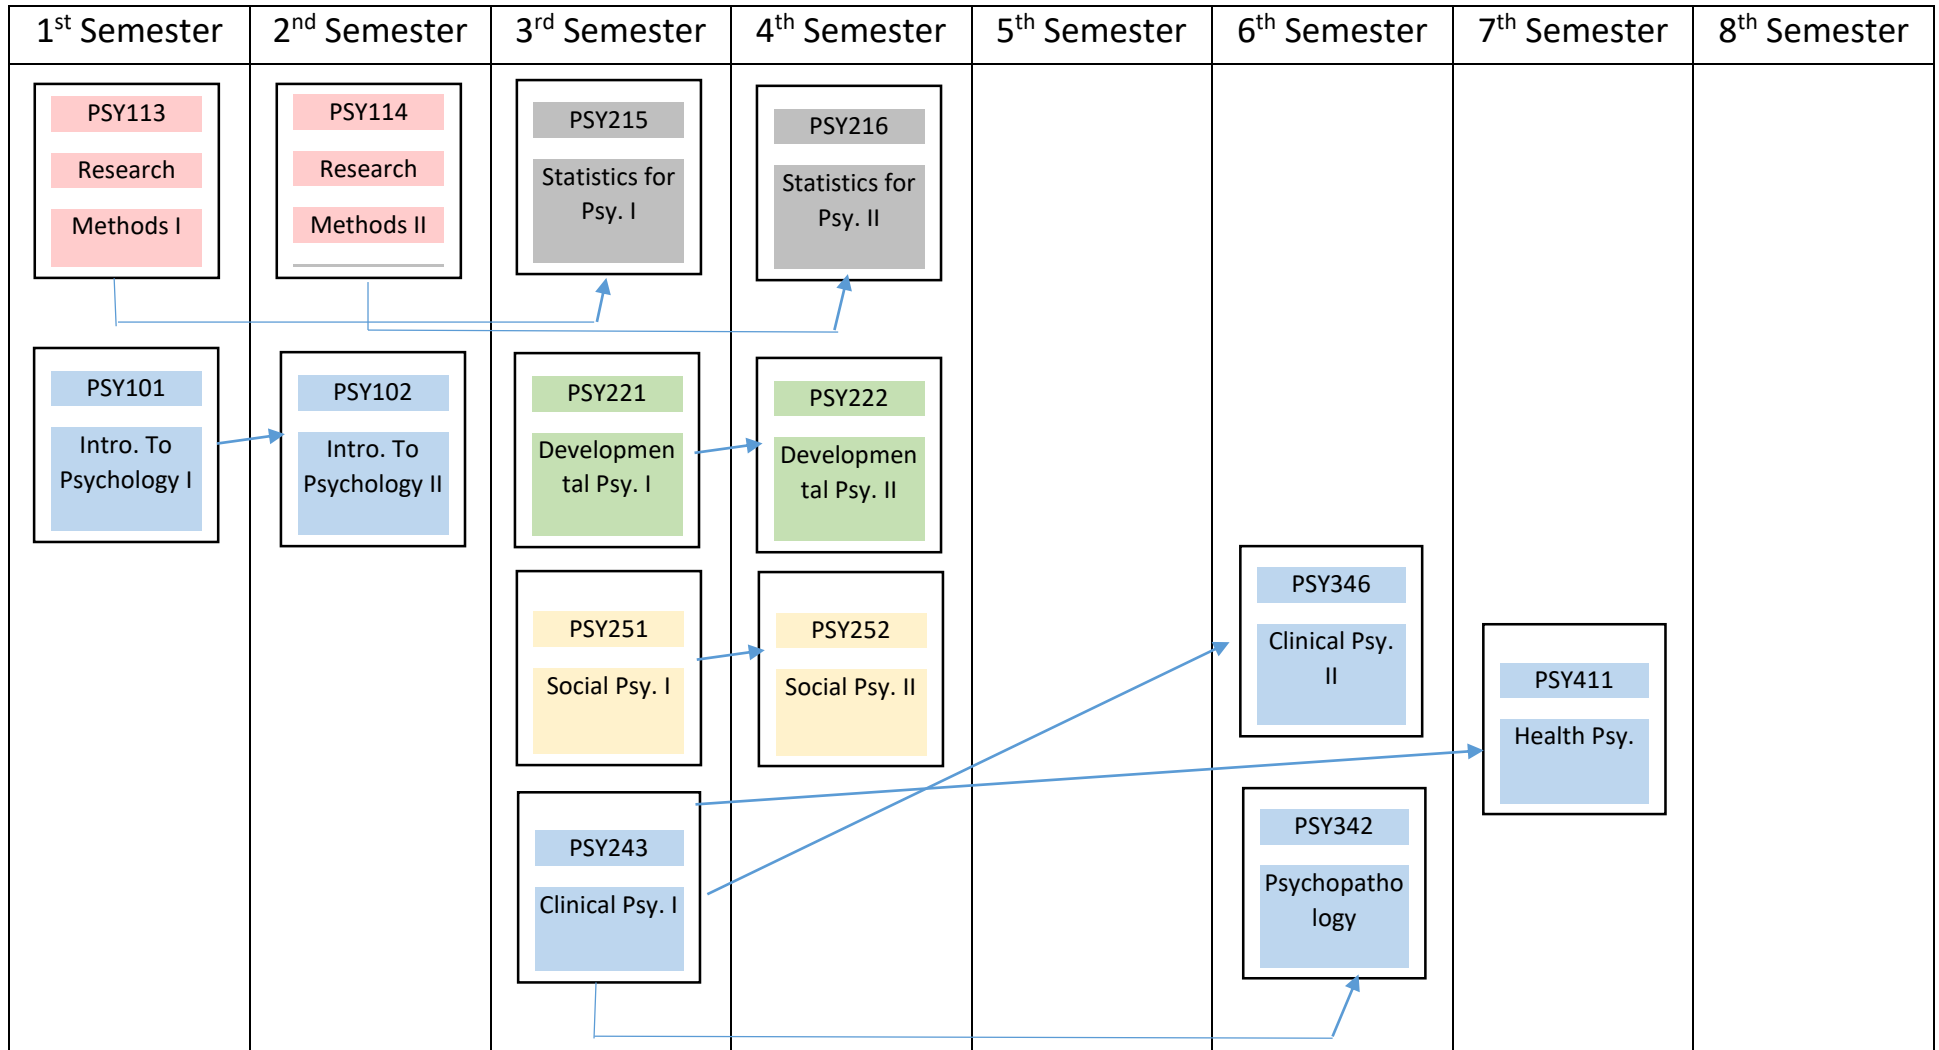 1st Semester
2nd Semester
3rd Semester
4th Semester
5th Semester
6th Semester
7th Semester
8th Semester
PSY113
Research
Methods I
PSY114
Research
Methods II
PSY215
Statistics for
Psy. I
PSY216
Statistics for
Psy. II
PSY101
Intro. To
Psychology I
PSY102
Intro. To
Psychology II
PSY221
Developmen
tal Psy. I
PSY222
Developmen
tal Psy. II
PSY251
Social Psy. I
PSY252
Social Psy. II
PSY346
Clinical Psy.
II
PSY411
Health Psy.
PSY243
Clinical Psy. I
PSY342
Psychopatho
logy